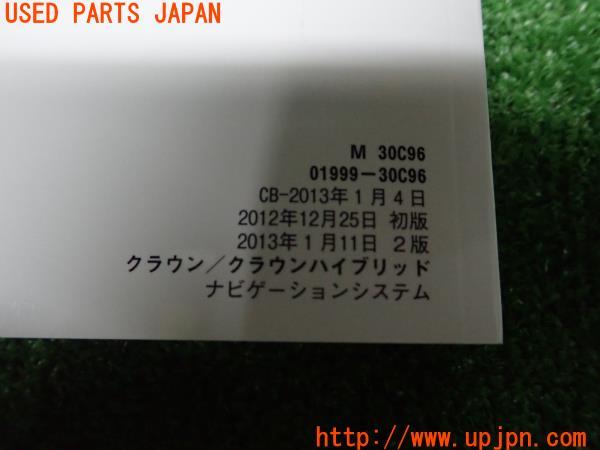 USED PARTS JAPAN
M 30C96
01999-30C96
CB-2013年1月4日
2012年12月25日 初版
2013年1月11日 2版
クラウン/クラウンハイブリッド
ナビゲーションシステム
http://www.upjpn.com/